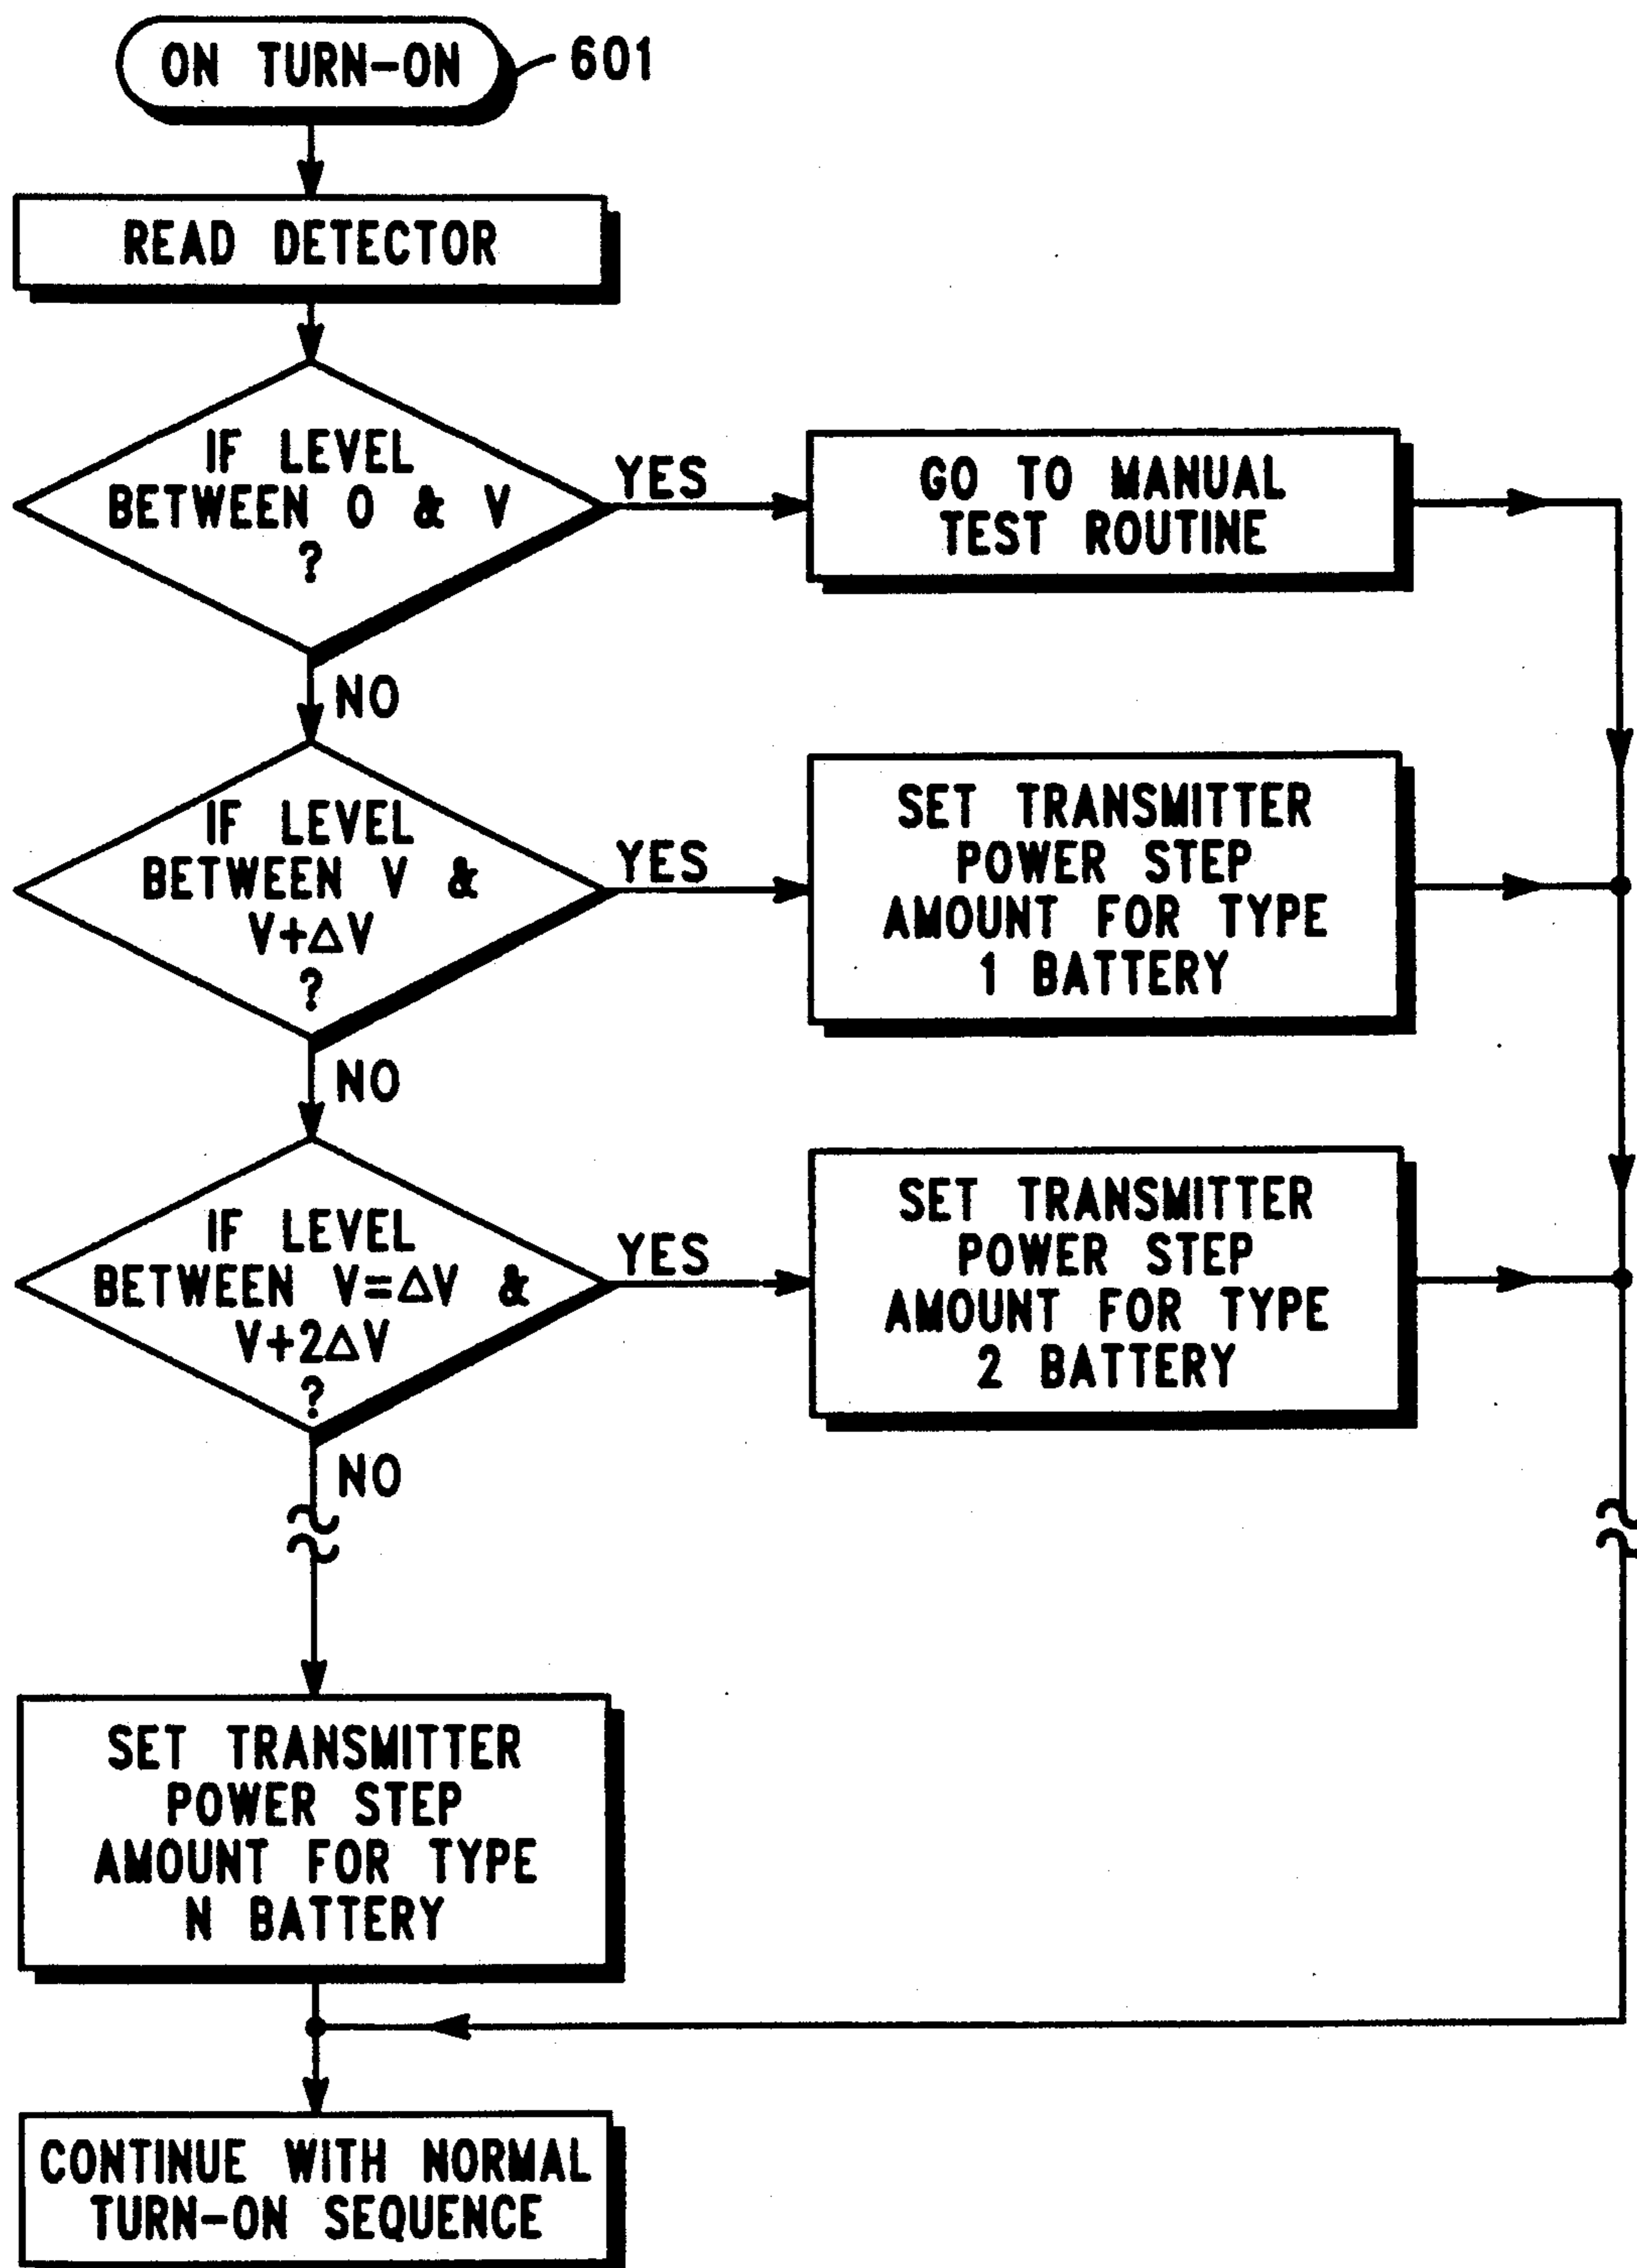 ON TURN-ON
601
READ DETECTOR
IF LEVEL
BETWEEN 0 & V
?
YES
GO TO MANUAL
TEST ROUTINE
NO
IF LEVEL
BETWEEN V &
V+ΔV
?
YES
SET TRANSMITTER
POWER STEP
AMOUNT FOR TYPE
1 BATTERY
NO
IF LEVEL
BETWEEN V=ΔV &
V+2ΔV
?
YES
SET TRANSMITTER
POWER STEP
AMOUNT FOR TYPE
2 BATTERY
NO
SET TRANSMITTER
POWER STEP
AMOUNT FOR TYPE
N BATTERY
CONTINUE WITH NORMAL
TURN-ON SEQUENCE